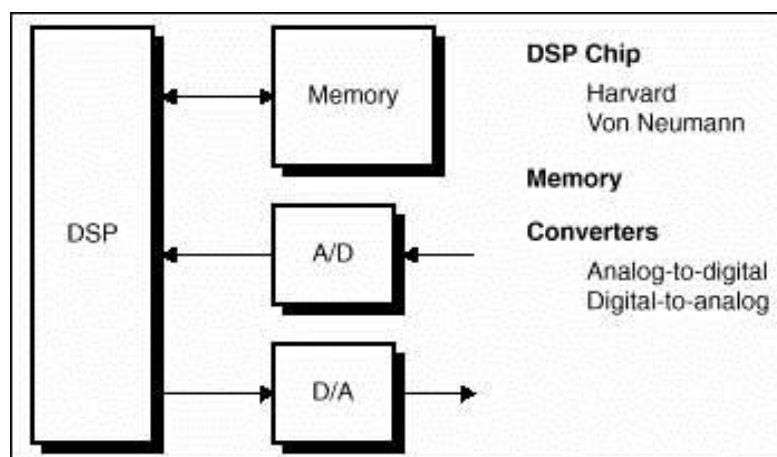 DSP
Memory
A/D
D/A
DSP Chip
Harvard
Von Neumann
Memory
Converters
Analog-to-digital
Digital-to-analog